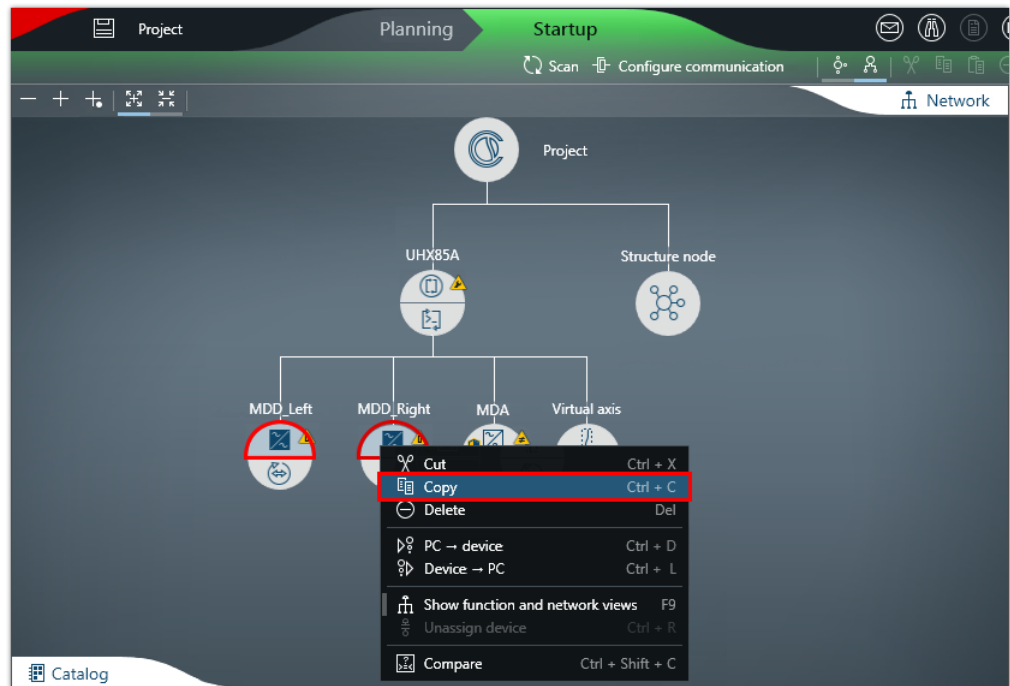 Project
Planning
Startup
Scan
Configure communication
Network
Project
UHX85A
Structure node
MDD_Left
MDD_Right
MDA
Virtual axis
Cut Ctrl + X
Copy Ctrl + C
Delete Del
PC → device Ctrl + D
Device → PC Ctrl + L
Show function and network views F9
Unassign device Ctrl + R
Compare Ctrl + Shift + C
Catalog